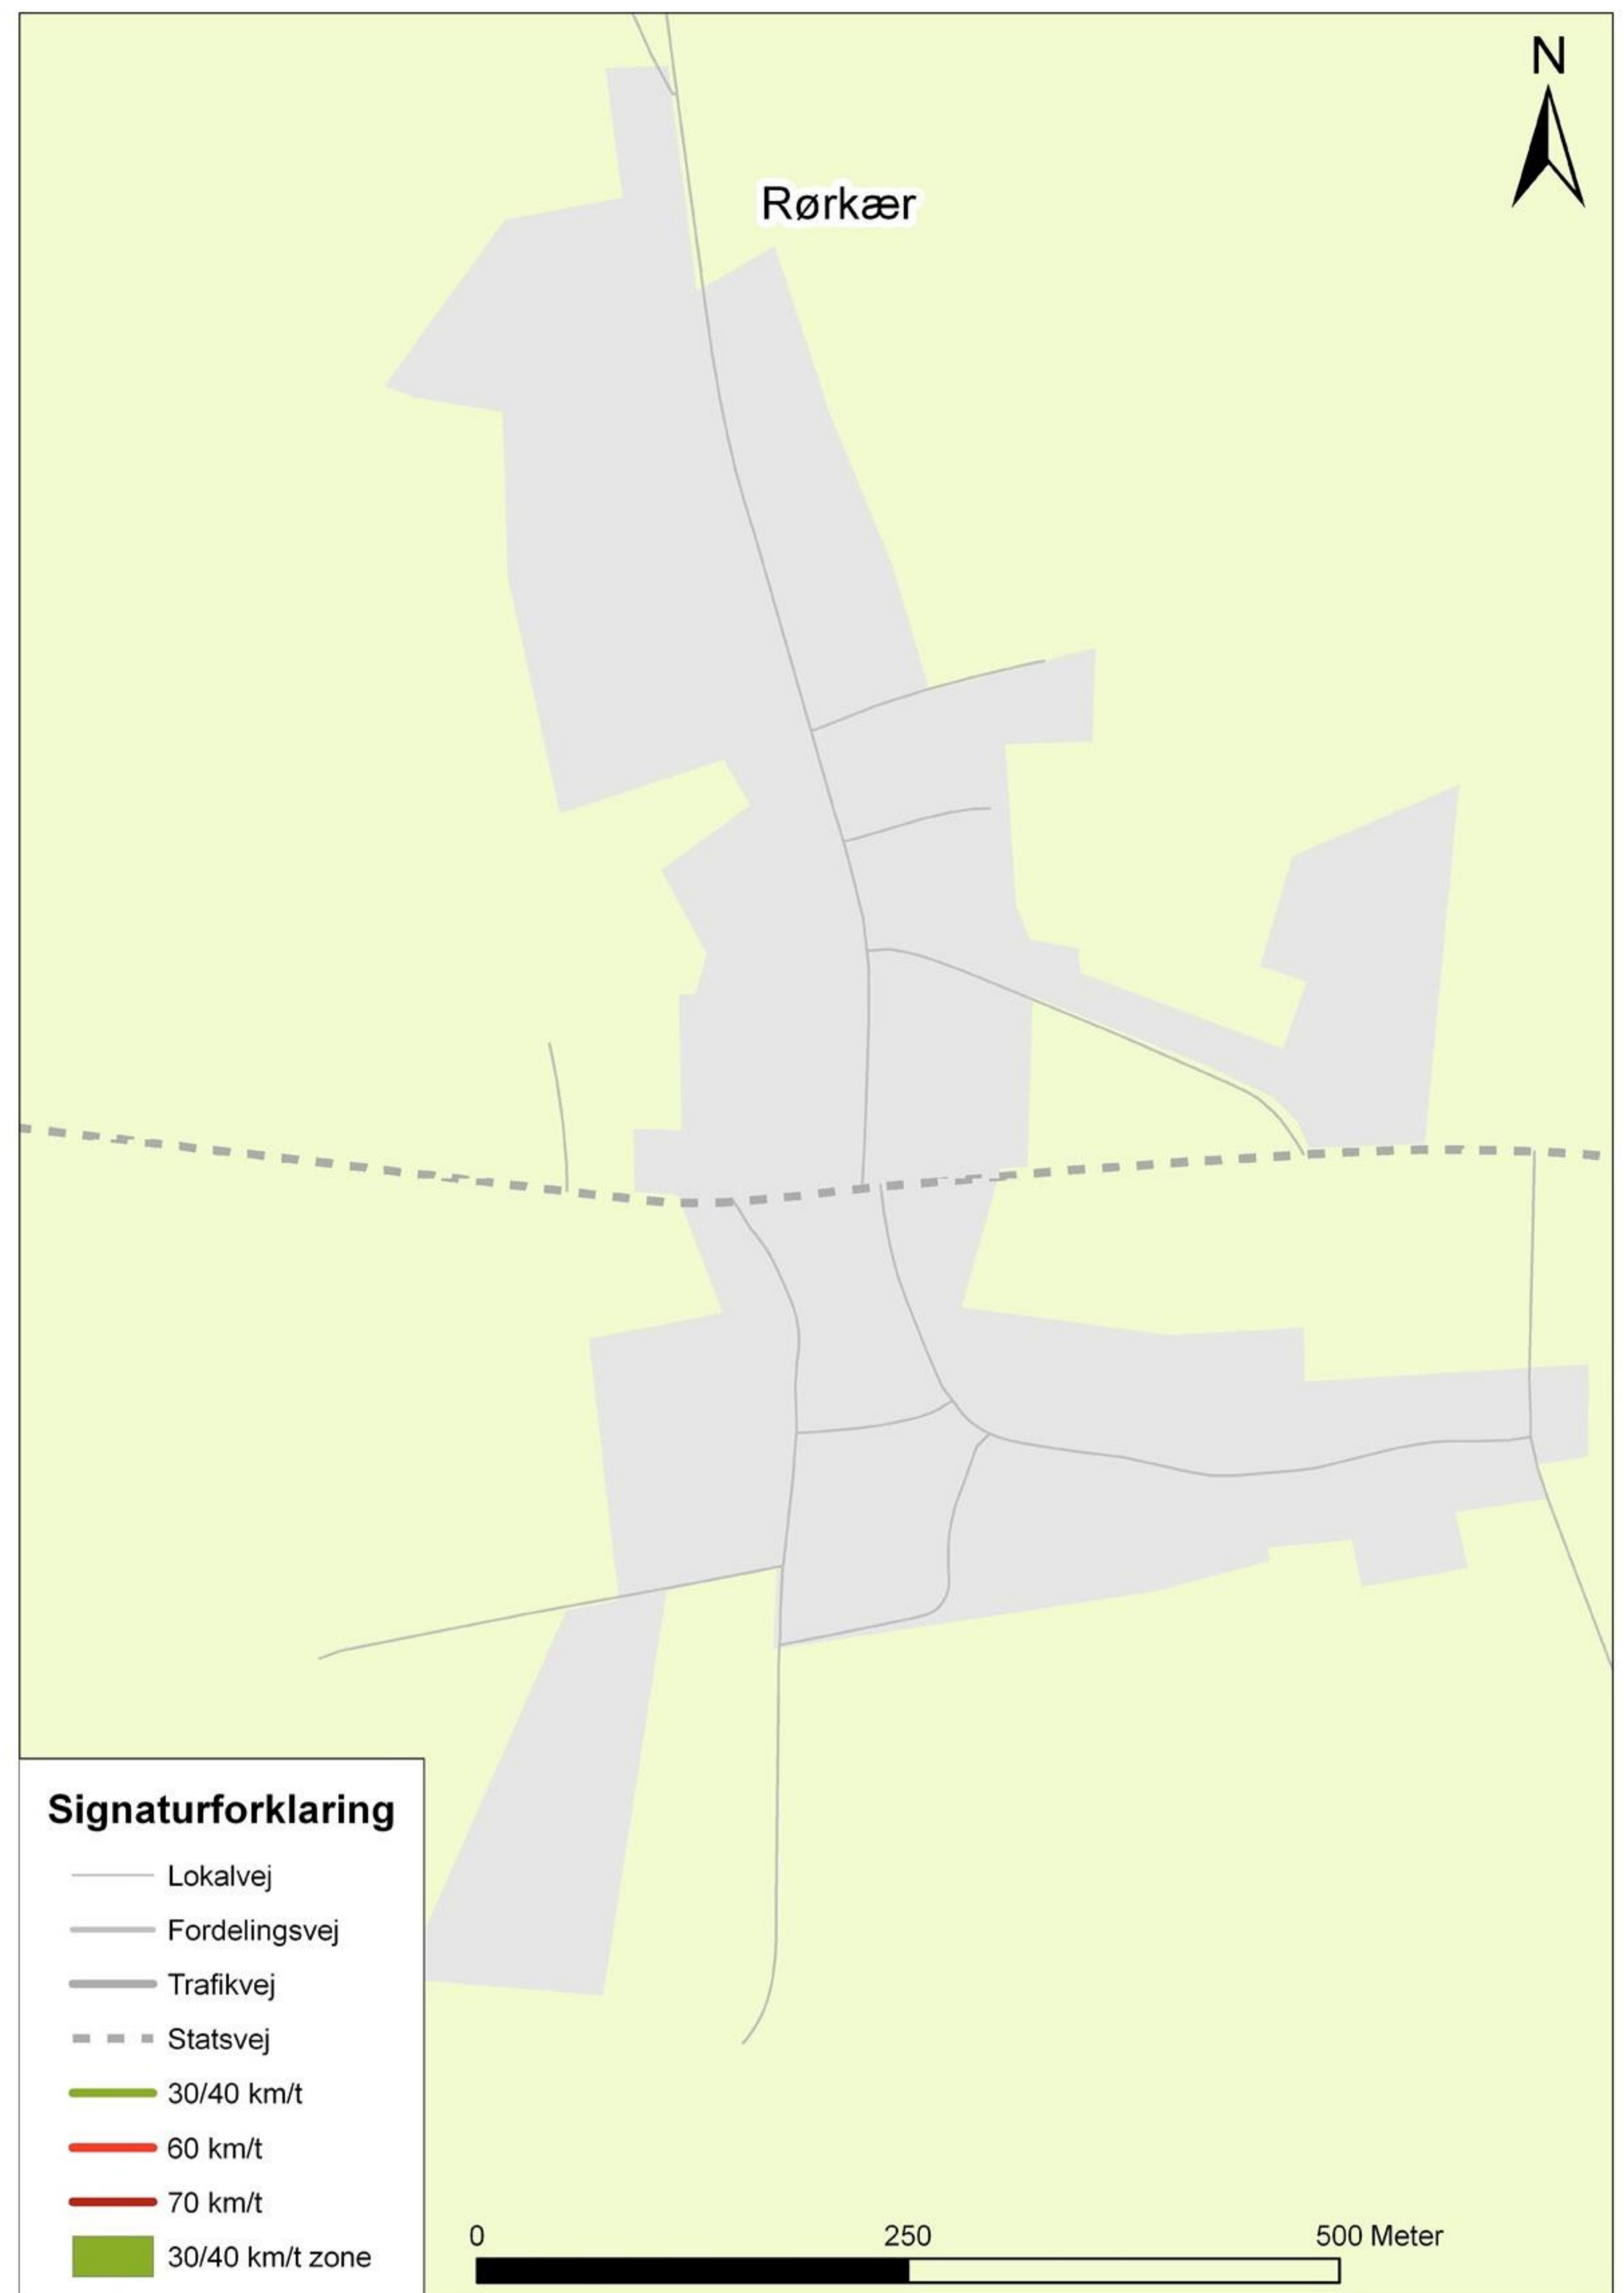 N
Rørkær
Signaturforklaring
Lokalvej
Fordelingsvej
Trafikvej
Statsvej
30/40 km/t
60 km/t
70 km/t
30/40 km/t zone
0 250 500 Meter